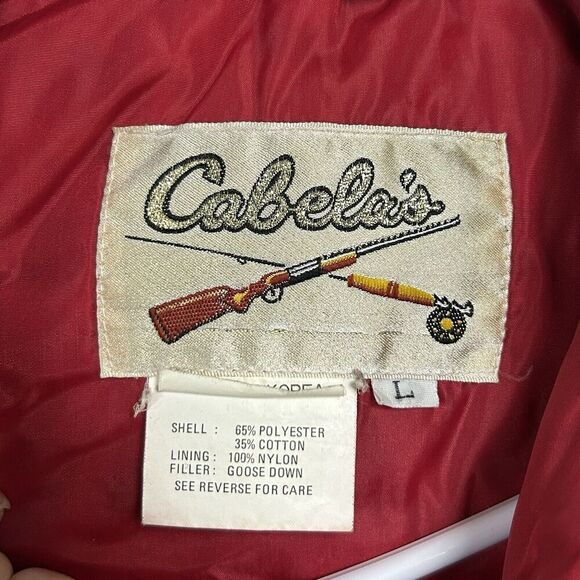 Cabela's
KOREA
L
SHELL : 65% POLYESTER
35% COTTON
LINING : 100% NYLON
FILLER : GOOSE DOWN
SEE REVERSE FOR CARE